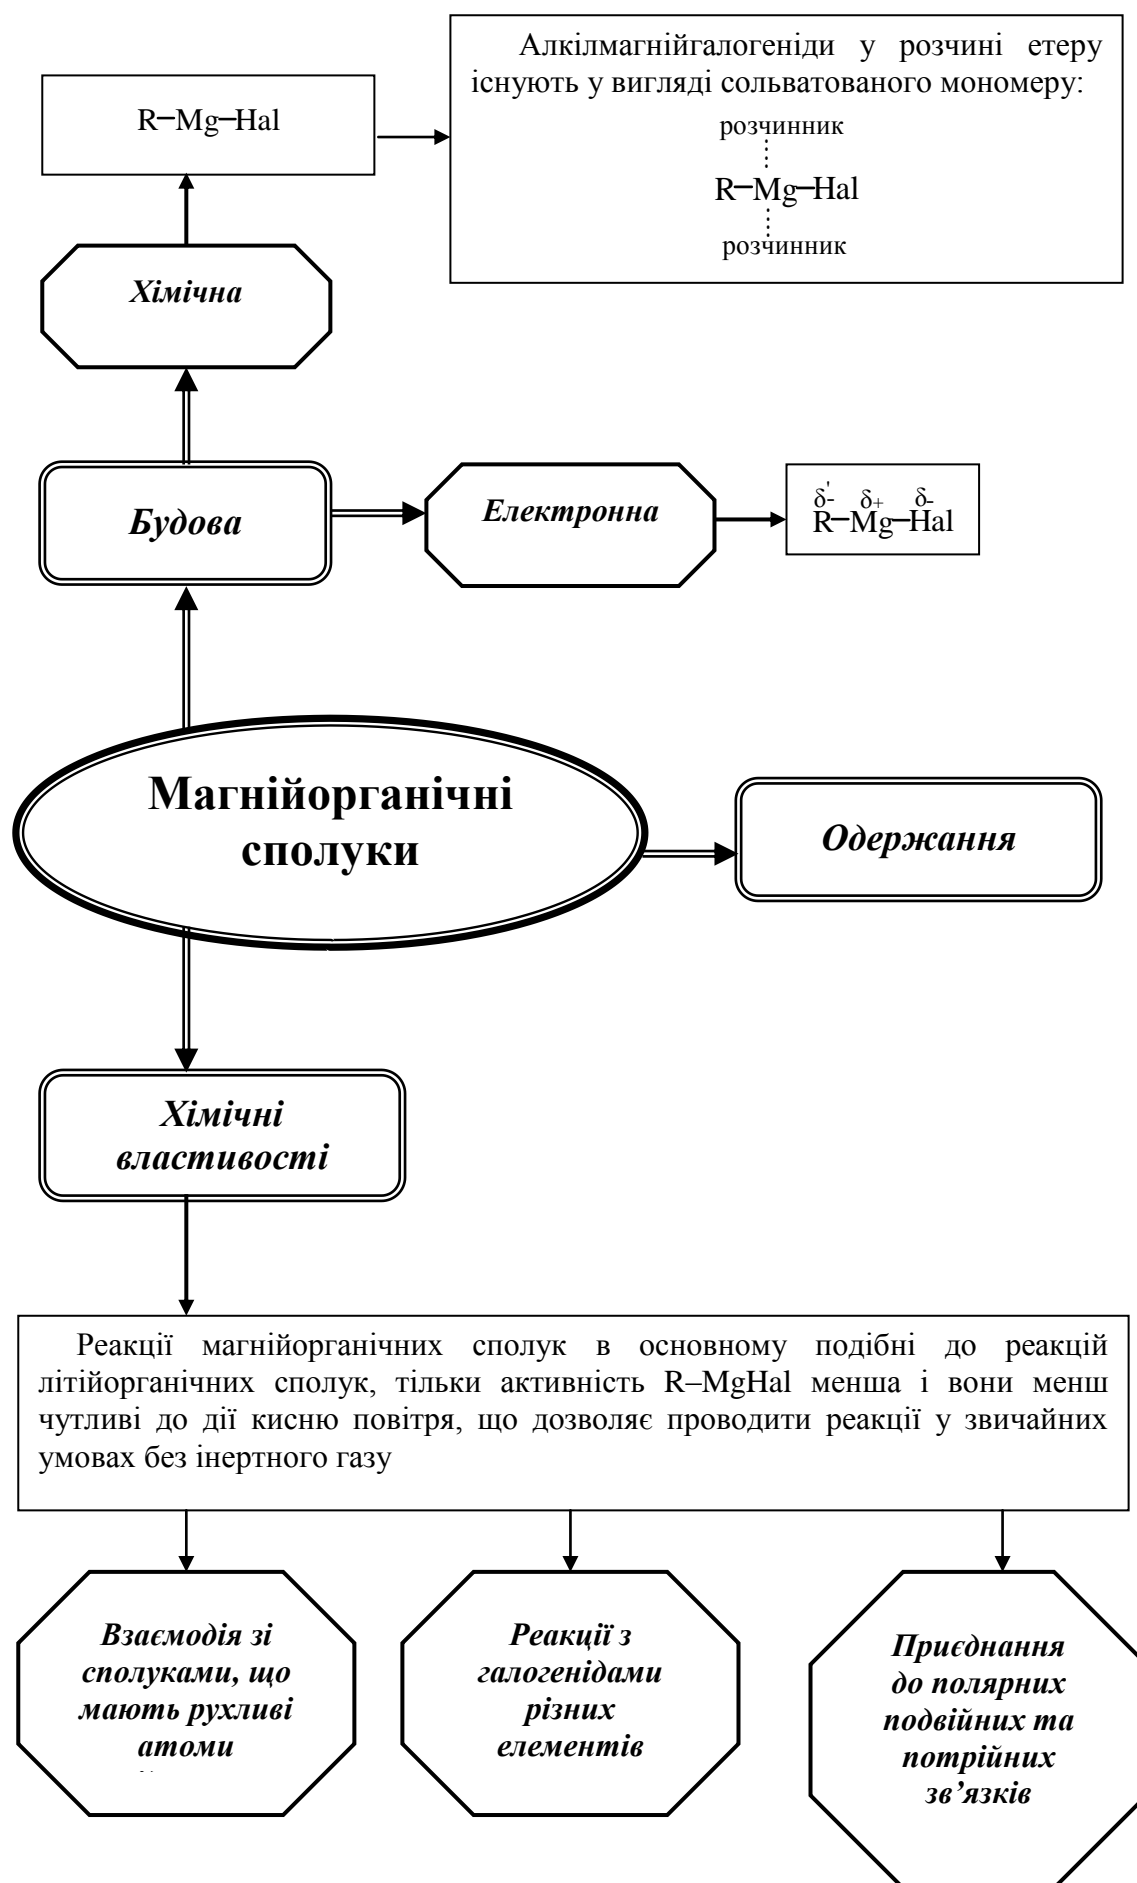 Алкілмагнійгалогеніди у розчині етеру
існують у вигляді сольватованого мономеру:
розчинник
R–Mg–Hal
розчинник
R–Mg–Hal
Хімічна
Будова
Електронна
δ'- δ+ δ-
R–Mg–Hal
Магнійорганічні
сполуки
Одержання
Хімічні
властивості
Реакції магнійорганічних сполук в основному подібні до реакцій
літійорганічних сполук, тільки активність R–MgHal менша і вони менш
чутливі до дії кисню повітря, що дозволяє проводити реакції у звичайних
умовах без інертного газу
Взаємодія зі
сполуками, що
мають рухливі
атоми
Реакції з
галогенідами
різних
елементів
Приєднання
до полярних
подвійних та
потрійних
зв’язків